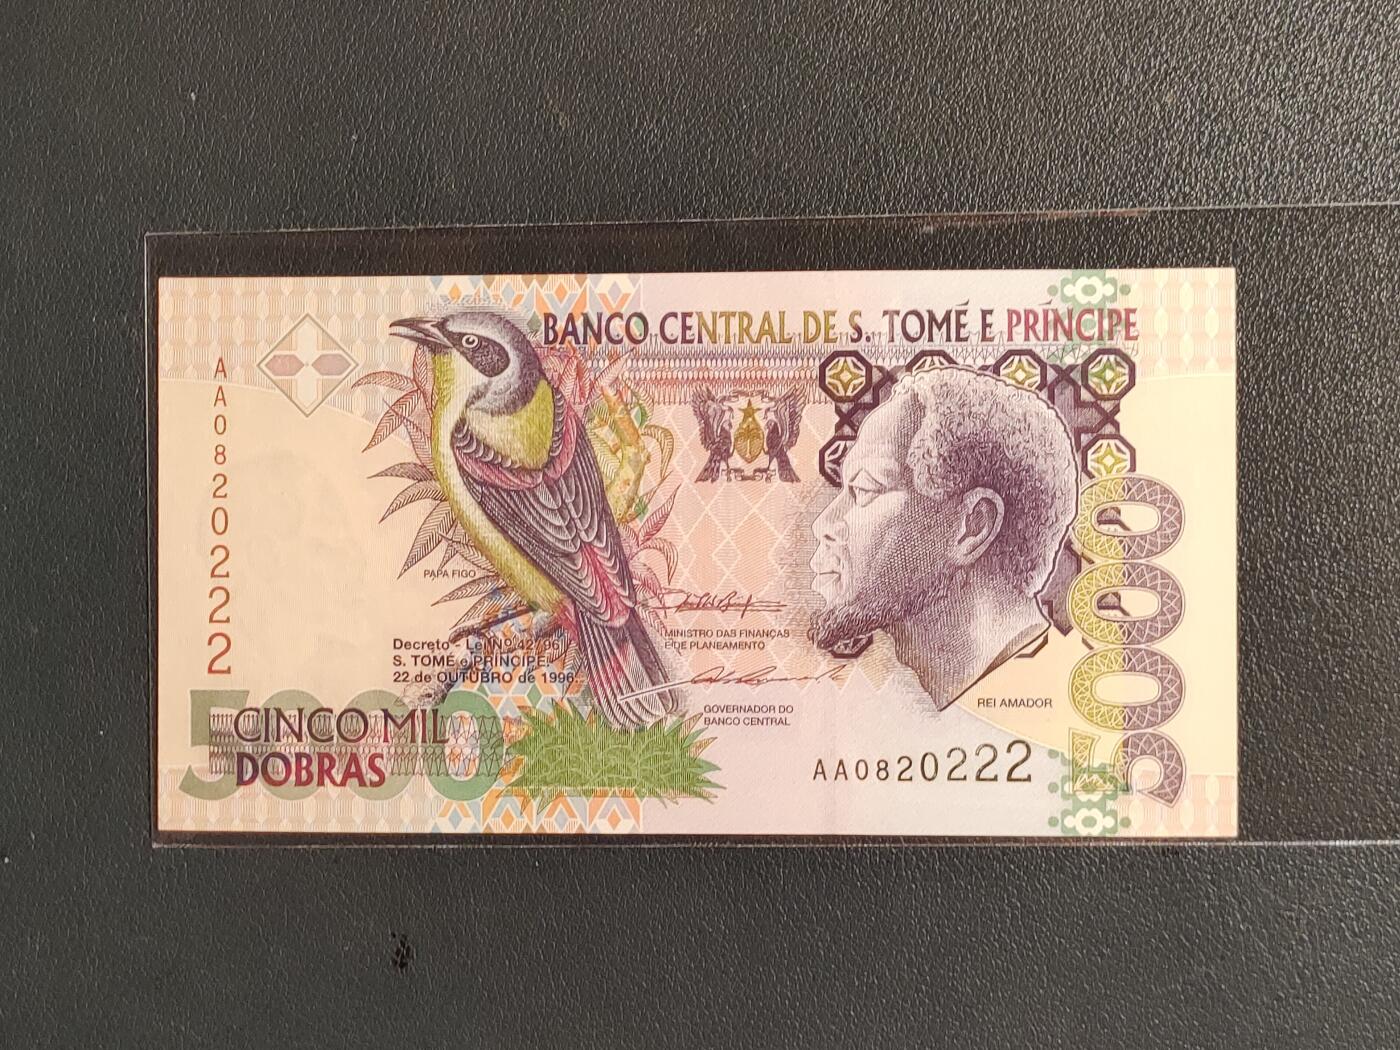 BANCO CENTRAL DE S. TOMÉ E PRÍNCIPE
AA0820222
PAPA FIGO
Decreto - Lei Nº 42/96
S. TOMÉ e PRÍNCIPE,
22 de OUTUBRO de 1996.
MINISTRO DAS FINANÇAS
E DE PLANEAMENTO
GOVERNADOR DO
BANCO CENTRAL
REI AMADOR
5000
5000
CINCO MIL
DOBRAS
AA0820222